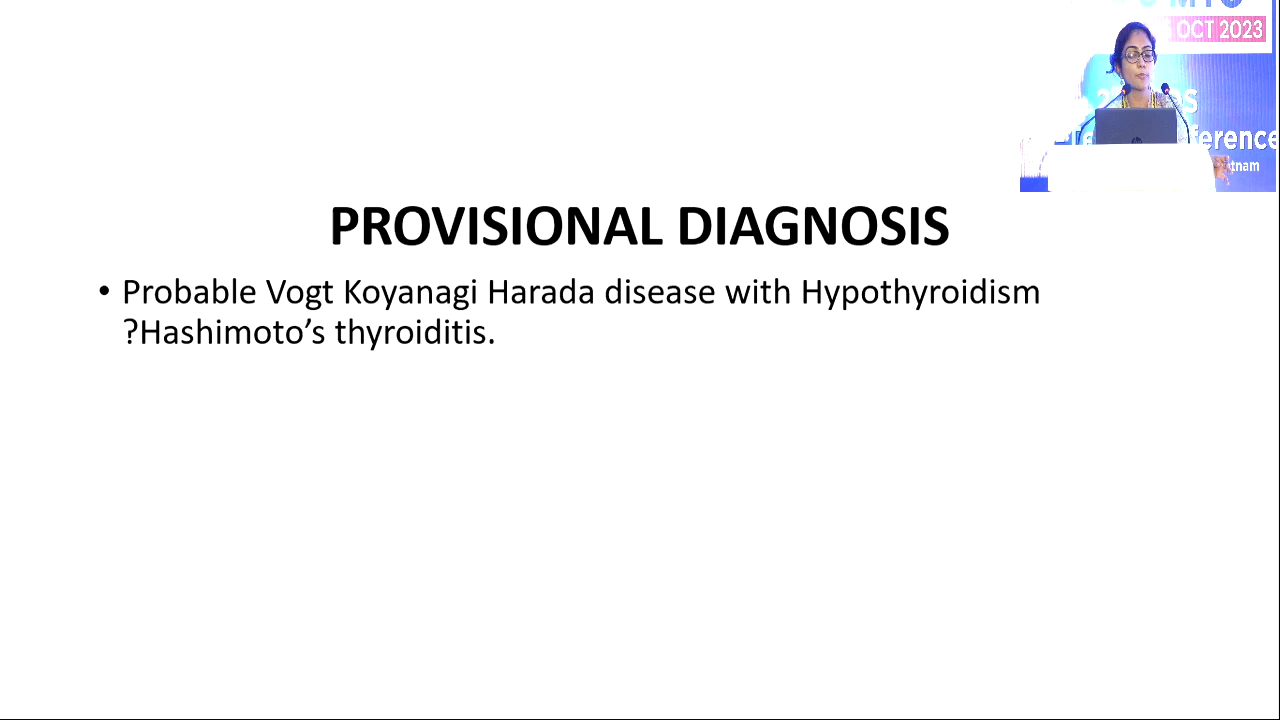 OCT 2023
PROVISIONAL DIAGNOSIS
• Probable Vogt Koyanagi Harada disease with Hypothyroidism
?Hashimoto’s thyroiditis.